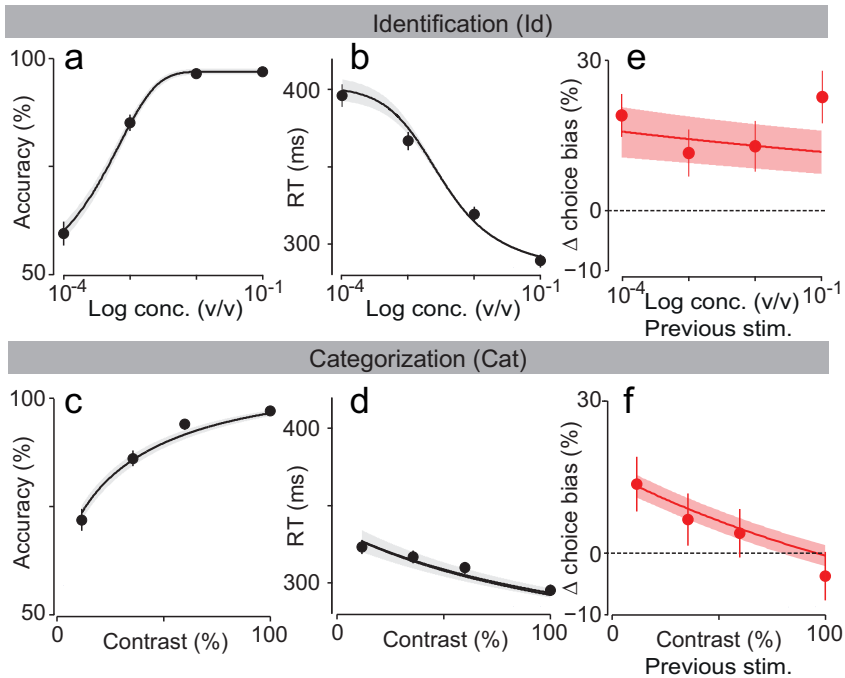 Identification (Id)
a
100
50
Accuracy (%)
10-4
10-1
Log conc. (v/v)
b
400
300
RT (ms)
10-4
10-1
Log conc. (v/v)
e
30
0
−10
Δ choice bias (%)
10-4
10-1
Log conc. (v/v)
Previous stim.
Categorization (Cat)
c
100
50
Accuracy (%)
0
100
Contrast (%)
d
400
300
RT (ms)
0
100
Contrast (%)
f
30
0
−10
Δ choice bias (%)
0
100
Contrast (%)
Previous stim.